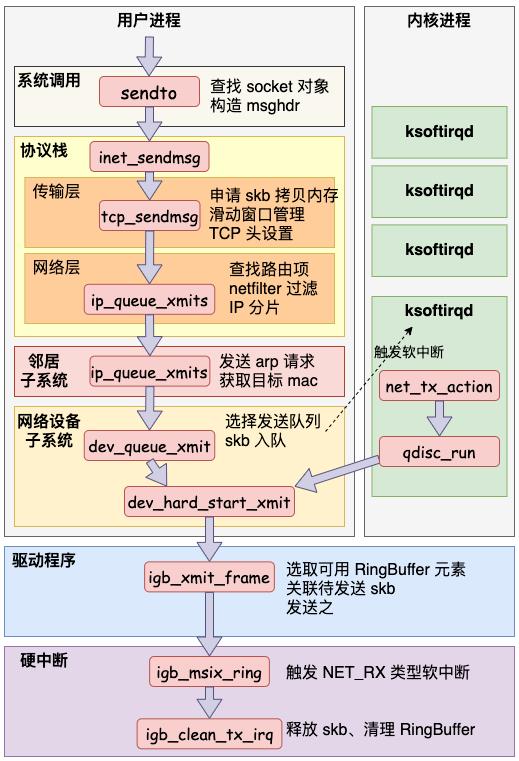 用户进程
系统调用
sendto
查找 socket 对象
构造 msghdr
协议栈
inet_sendmsg
传输层
tcp_sendmsg
申请 skb 拷贝内存
滑动窗口管理
TCP 头设置
网络层
ip_queue_xmits
查找路由项
netfilter 过滤
IP 分片
邻居
子系统
ip_queue_xmits
发送 arp 请求
获取目标 mac
网络设备
子系统
dev_queue_xmit
选择发送队列
skb 入队
dev_hard_start_xmit
内核进程
ksoftirqd
ksoftirqd
ksoftirqd
ksoftirqd
触发软中断
net_tx_action
qdisc_run
驱动程序
igb_xmit_frame
选取可用 RingBuffer 元素
关联待发送 skb
发送之
硬中断
igb_msix_ring
触发 NET_RX 类型软中断
igb_clean_tx_irq
释放 skb、清理 RingBuffer